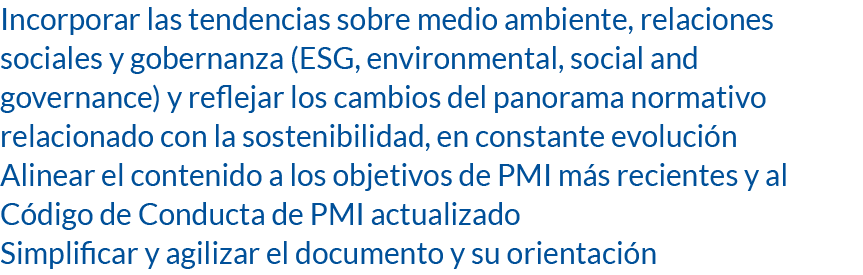 Incorporar las tendencias sobre medio ambiente, relaciones
sociales y gobernanza (ESG, environmental, social and
governance) y reflejar los cambios del panorama normativo
relacionado con la sostenibilidad, en constante evolución
Alinear el contenido a los objetivos de PMI más recientes y al
Código de Conducta de PMI actualizado
Simplificar y agilizar el documento y su orientación